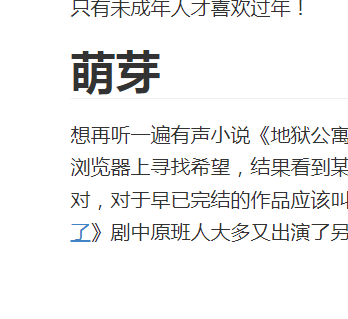 只有未成年人才喜欢过年！
萌芽
想再听一遍有声小说《地狱公寓
浏览器上寻找希望，结果看到某
对，对于早已完结的作品应该叫
了》剧中原班人大多又出演了另